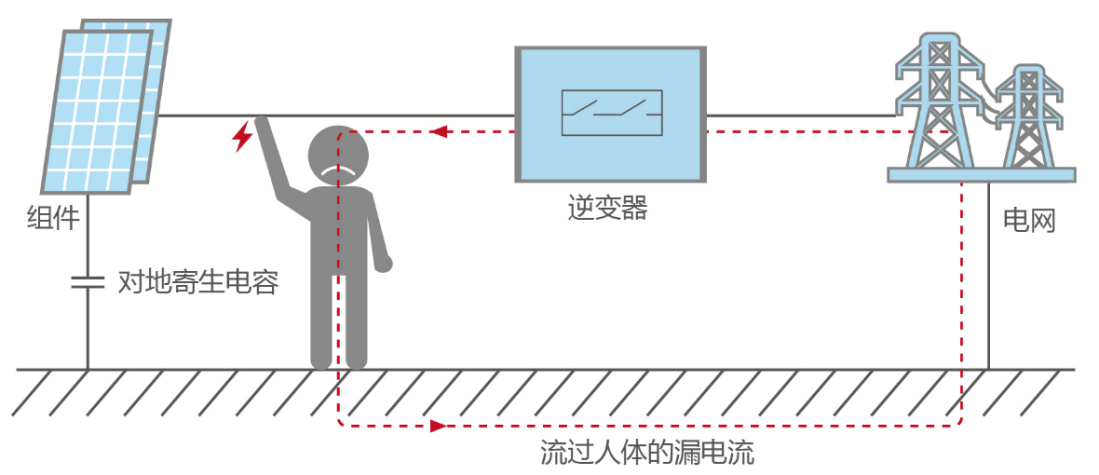 组件
逆变器
电网
对地寄生电容
流过人体的漏电流